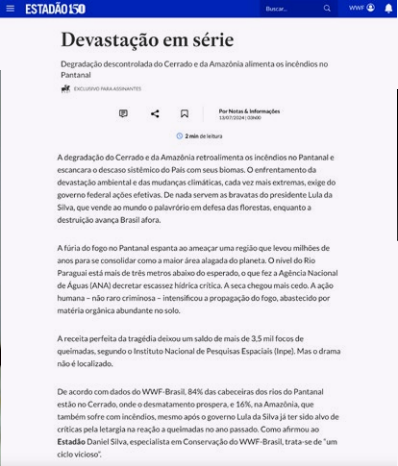 ESTADÃO 150
Buscar...
WWF
Devastação em série
Degradação descontrolada do Cerrado e da Amazônia alimenta os incêndios no
Pantanal
EXCLUSIVO PARA ASSINANTES
Por Notas & Informações
13/07/2024 | 03h00
2 min de leitura
A degradação do Cerrado e da Amazônia retroalimenta os incêndios no Pantanal e
escancara o descaso sistêmico do País com seus biomas. O enfrentamento da
devastação ambiental e das mudanças climáticas, cada vez mais extremas, exige do
governo federal ações efetivas. De nada servem as bravatas do presidente Lula da
Silva, que vende ao mundo o palavrório em defesa das florestas, enquanto a
destruição avança Brasil afora.
A fúria do fogo no Pantanal espanta ao ameaçar uma região que levou milhões de
anos para se consolidar como a maior área alagada do planeta. O nível do Rio
Paraguai está mais de três metros abaixo do esperado, o que fez a Agência Nacional
de Águas (ANA) decretar escassez hídrica crítica. A seca chegou mais cedo. A ação
humana – não raro criminosa – intensificou a propagação do fogo, abastecido por
matéria orgânica abundante no solo.
A receita perfeita da tragédia deixou um saldo de mais de 3,5 mil focos de
queimadas, segundo o Instituto Nacional de Pesquisas Espaciais (Inpe). Mas o drama
não é localizado.
De acordo com dados do WWF-Brasil, 84% das cabeceiras dos rios do Pantanal
estão no Cerrado, onde o desmatamento prospera, e 16%, na Amazônia, que
também sofre com incêndios, mesmo após o governo Lula da Silva já ter sido alvo de
críticas pela letargia na reação a queimadas no ano passado. Como afirmou ao
Estadão Daniel Silva, especialista em Conservação do WWF-Brasil, trata-se de "um
ciclo vicioso".